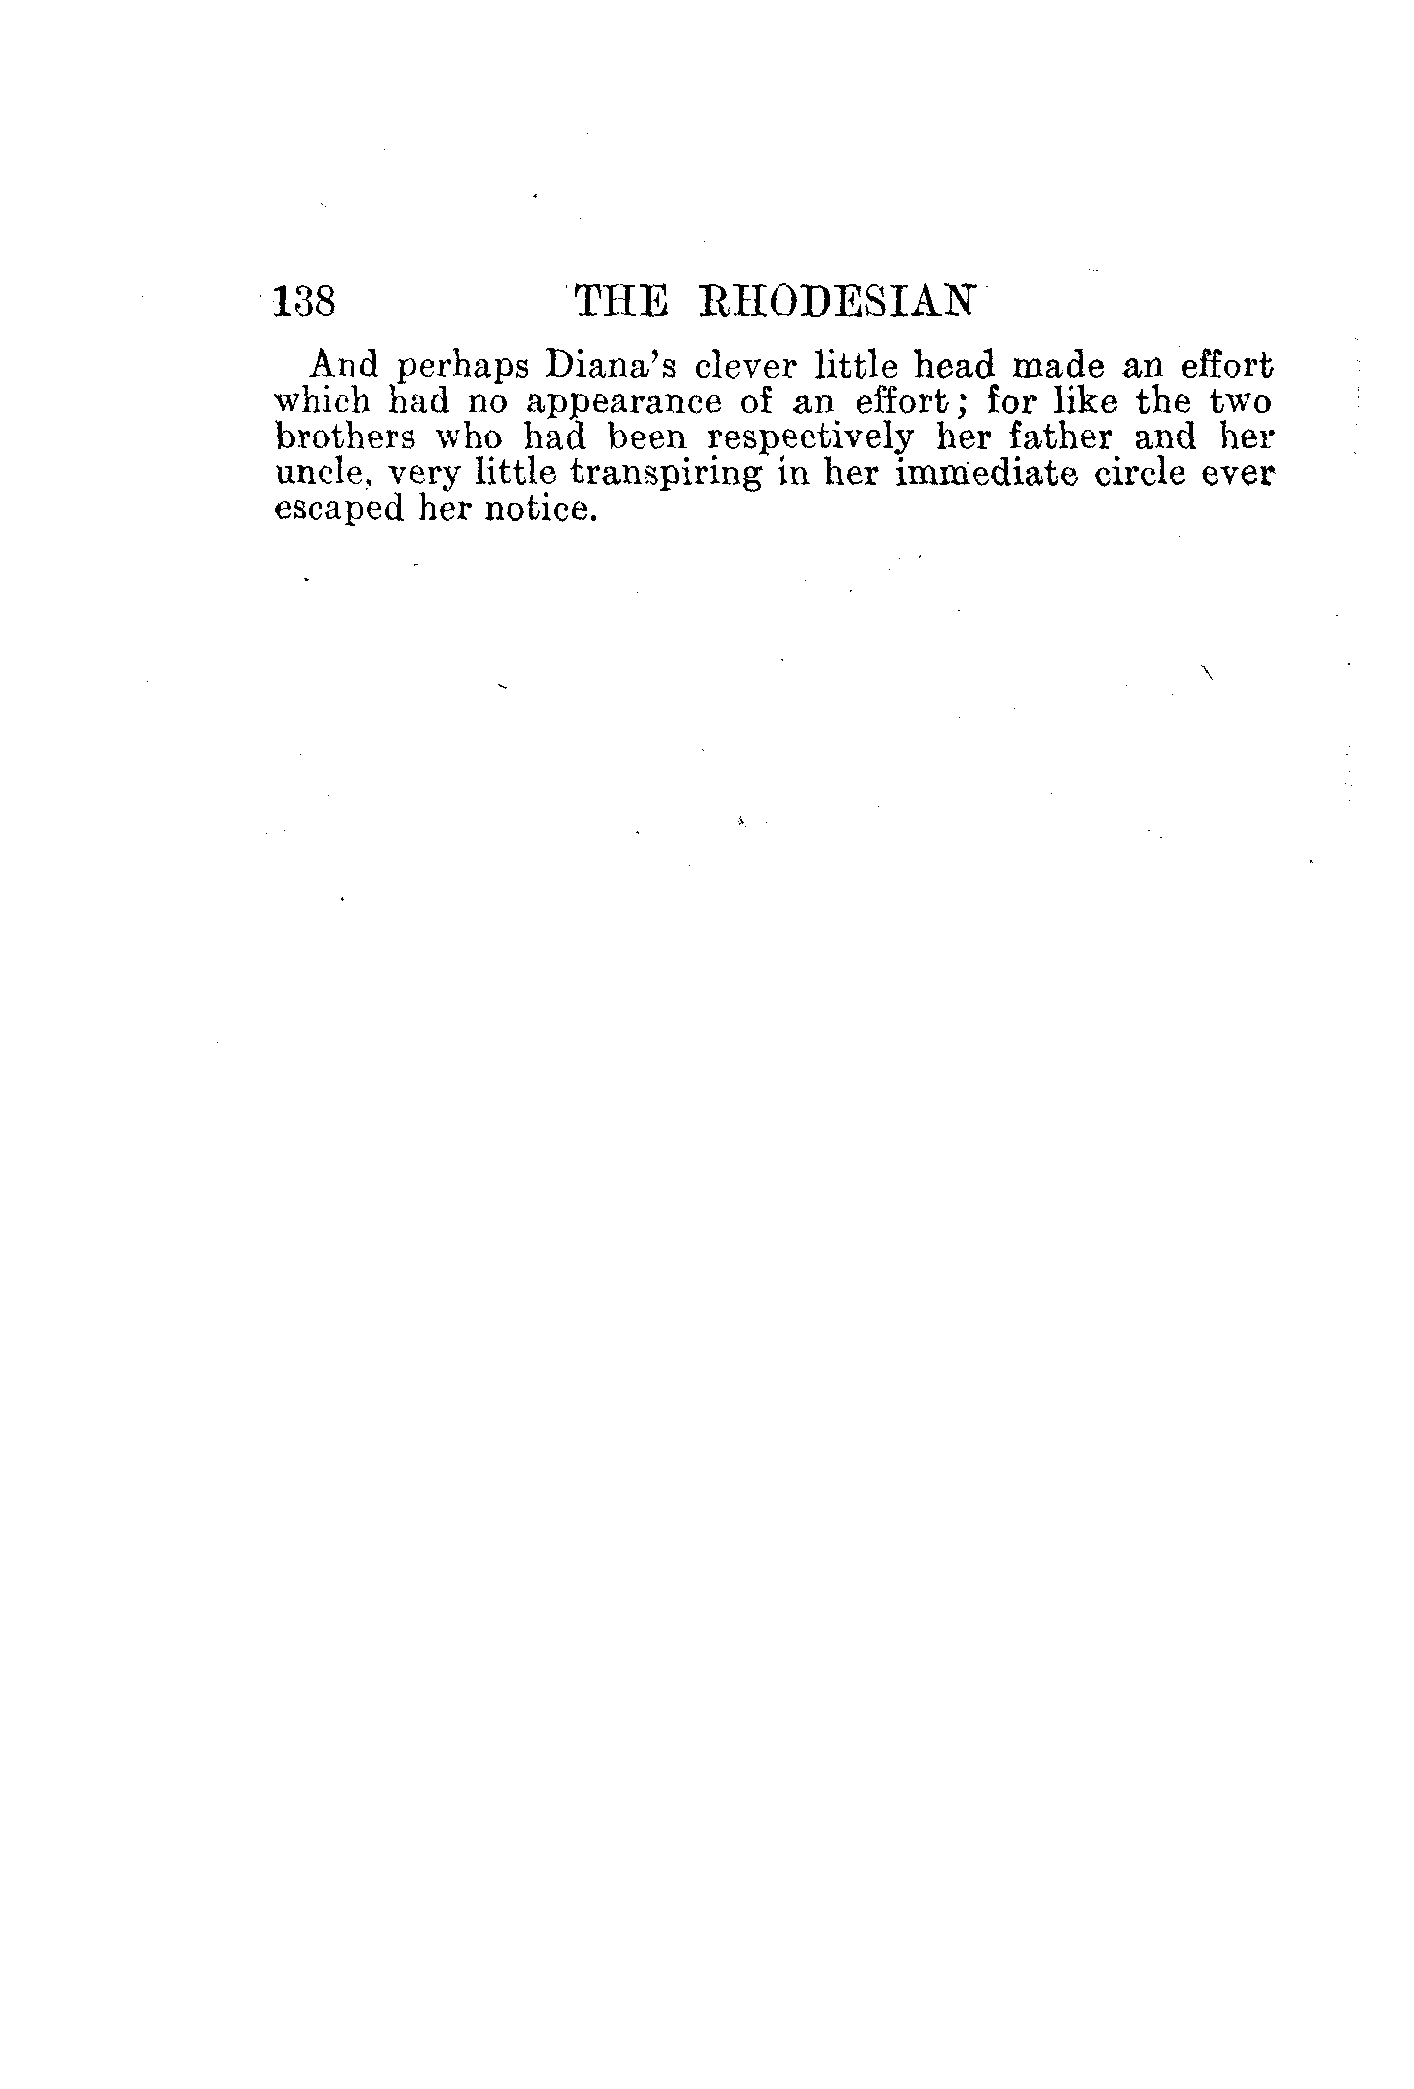 138 THE RHODESIAN
And perhaps Diana's clever little head made an effort
which had no appearance of an effort; for like the two
brothers who had been respectively her father and her
uncle, very little transpiring in her immediate circle ever
escaped her notice.